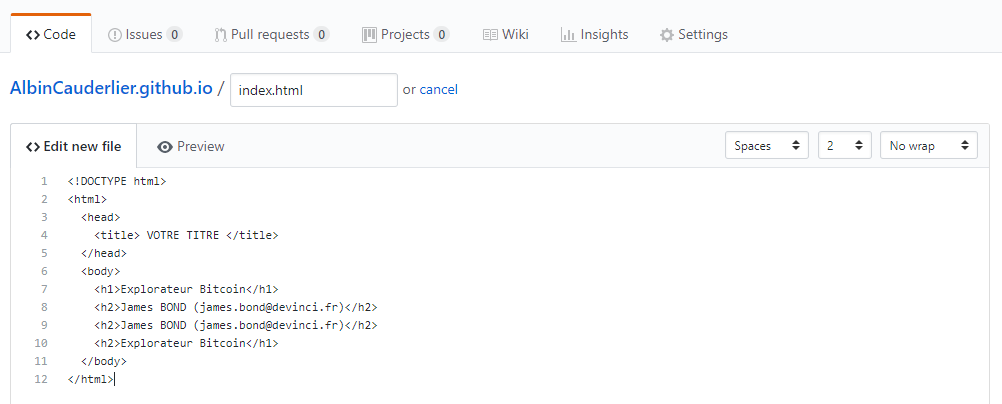 Code Issues 0 Pull requests 0 Projects 0 Wiki Insights Settings
AlbinCauderlier.github.io / index.html or cancel
Edit new file Preview Spaces 2 No wrap
1 <!DOCTYPE html>
2 <html>
3 <head>
4 <title> VOTRE TITRE </title>
5 </head>
6 <body>
7 <h1>Explorateur Bitcoin</h1>
8 <h2>James BOND (james.bond@devinci.fr)</h2>
9 <h2>James BOND (james.bond@devinci.fr)</h2>
10 <h2>Explorateur Bitcoin</h1>
11 </body>
12 </html>